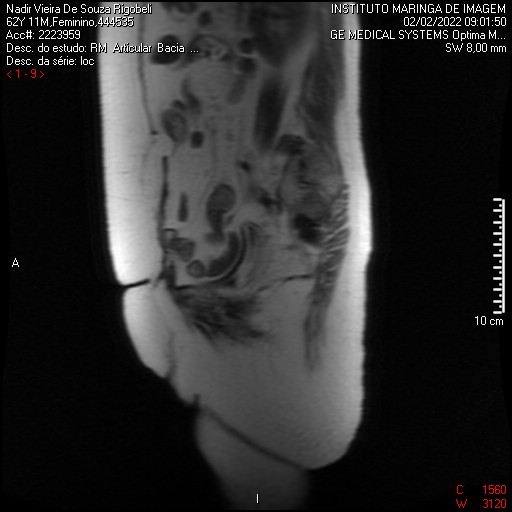 Nadir Vieira De Souza Rigobeli
62Y 11M,Feminino,444535
Acc#: 2223959
Desc. do estudo: RM Articular Bacia ...
Desc. da série: loc
< 1 - 9 >
INSTITUTO MARINGA DE IMAGEM
02/02/2022 09:01:50
GE MEDICAL SYSTEMS Optima M...
SW 8,00 mm
A
10 cm
I
C 1560
W 3120